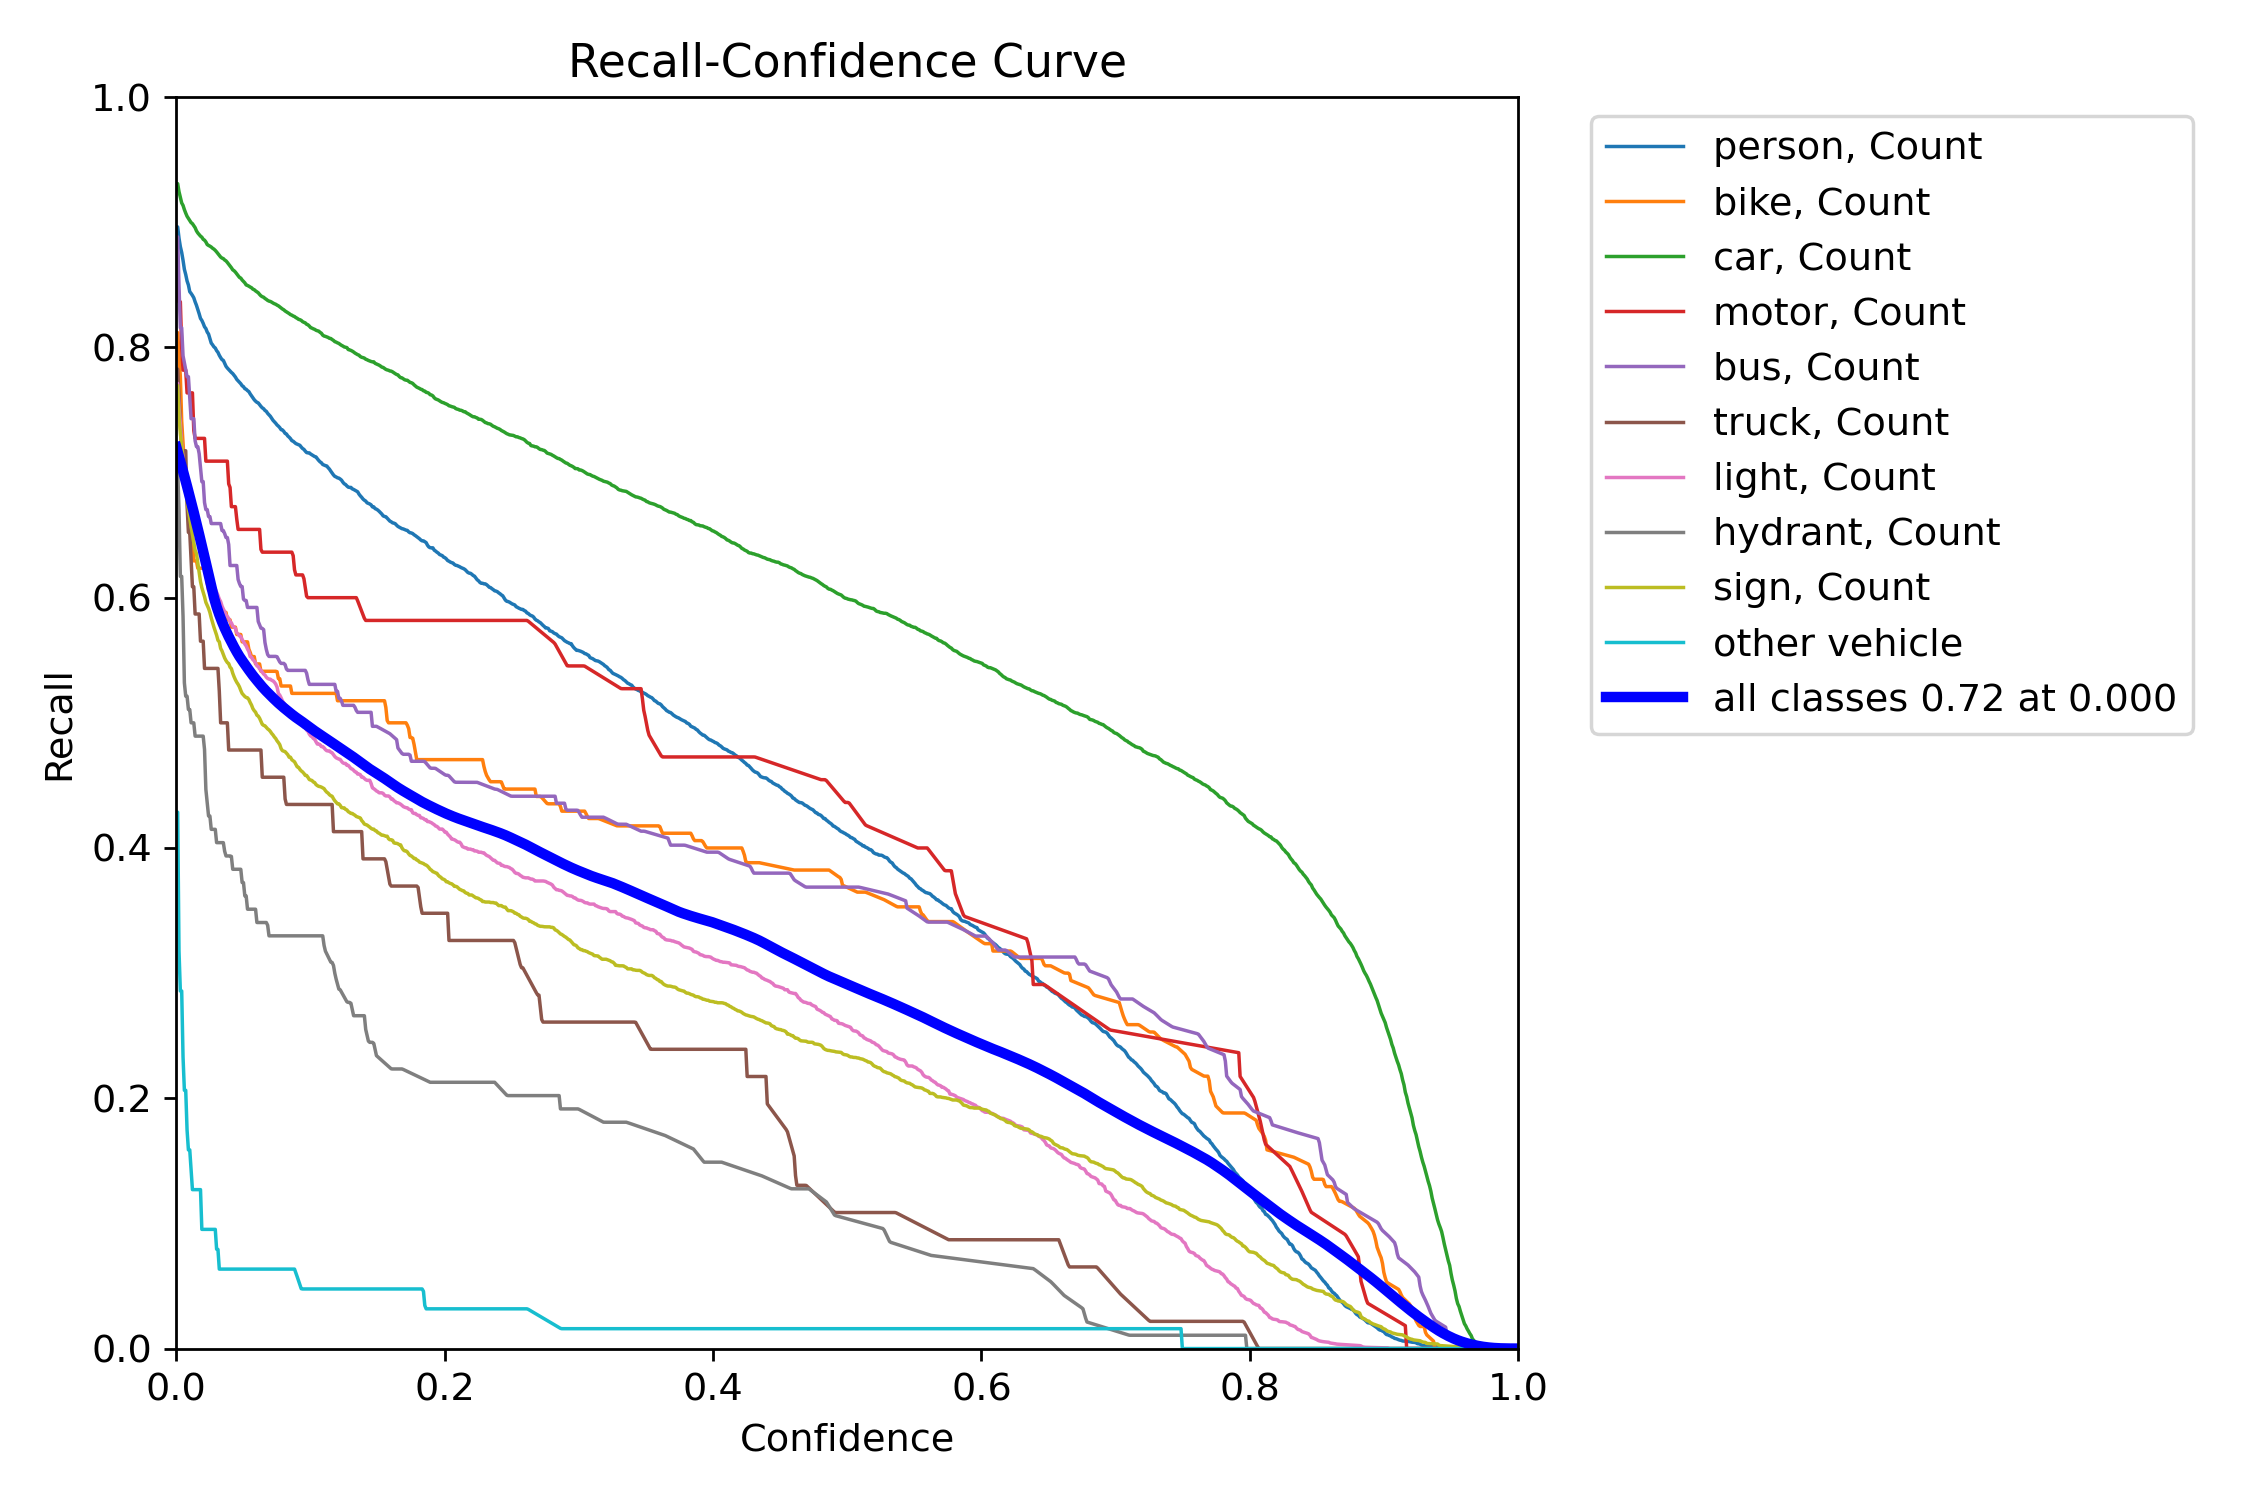 Recall-Confidence Curve
1.0
0.8
0.6
0.4
0.2
0.0
Recall
0.0 0.2 0.4 0.6 0.8 1.0
Confidence
person, Count
bike, Count
car, Count
motor, Count
bus, Count
truck, Count
light, Count
hydrant, Count
sign, Count
other vehicle
all classes 0.72 at 0.000